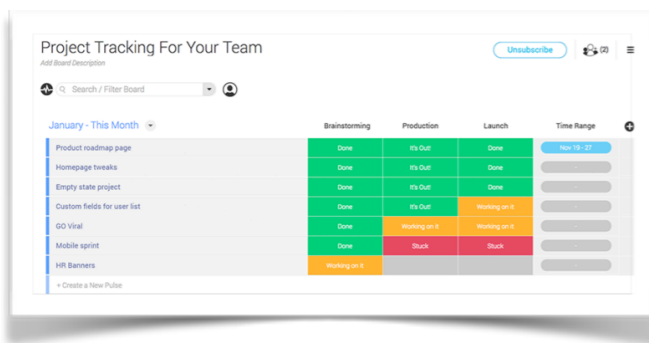 Project Tracking For Your Team
Unsubscribe
(2)
Add Board Description
Search / Filter Board
January - This Month
Brainstorming Production Launch Time Range
Product roadmap page Done It's Out! Done Nov 19 - 27
Homepage tweaks Done It's Out! Done -
Empty state project Done It's Out! Done -
Custom fields for user list Done It's Out! Working on it -
GO Viral Done Working on it Working on it -
Mobile sprint Done Stuck Stuck -
HR Banners Working on it -
+ Create a New Pulse